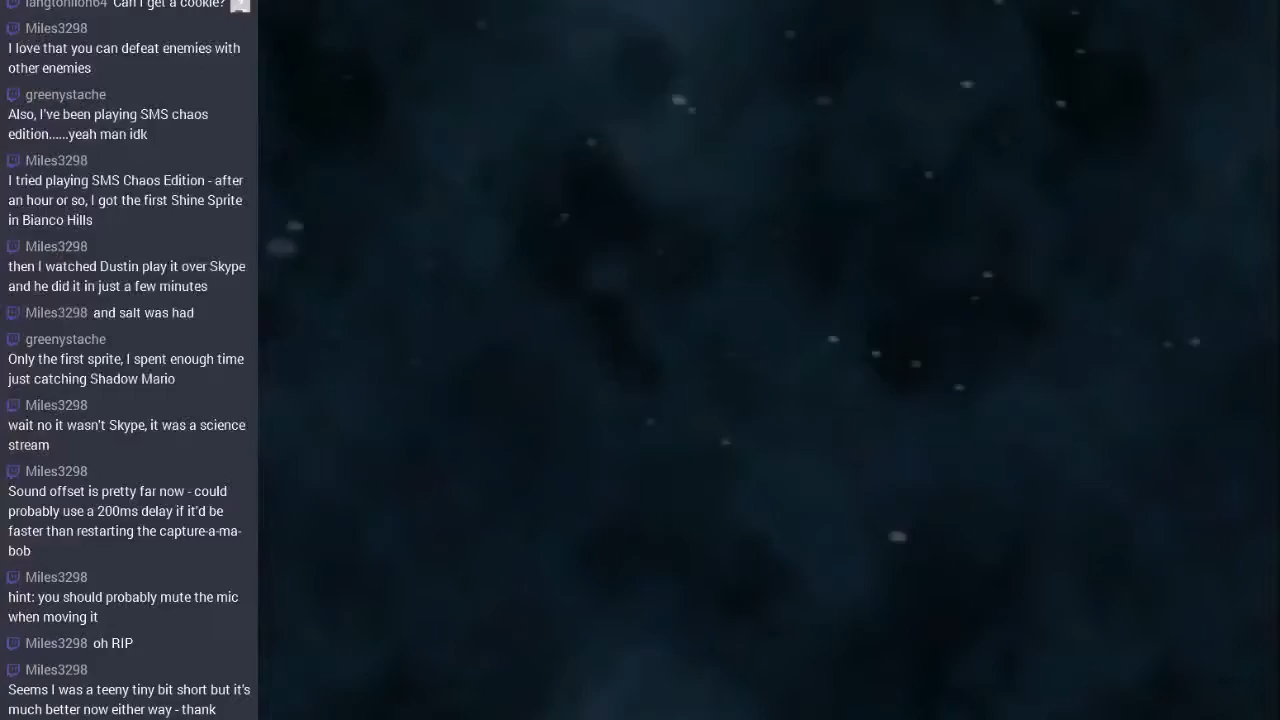 langtonlion64 Can I get a cookie?
Miles3298
I love that you can defeat enemies with
other enemies
greenystache
Also, I've been playing SMS chaos
edition......yeah man idk
Miles3298
I tried playing SMS Chaos Edition - after
an hour or so, I got the first Shine Sprite
in Bianco Hills
Miles3298
then I watched Dustin play it over Skype
and he did it in just a few minutes
Miles3298 and salt was had
greenystache
Only the first sprite, I spent enough time
just catching Shadow Mario
Miles3298
wait no it wasn't Skype, it was a science
stream
Miles3298
Sound offset is pretty far now - could
probably use a 200ms delay if it'd be
faster than restarting the capture-a-ma-
bob
Miles3298
hint: you should probably mute the mic
when moving it
Miles3298 oh RIP
Miles3298
Seems I was a teeny tiny bit short but it's
much better now either way - thank